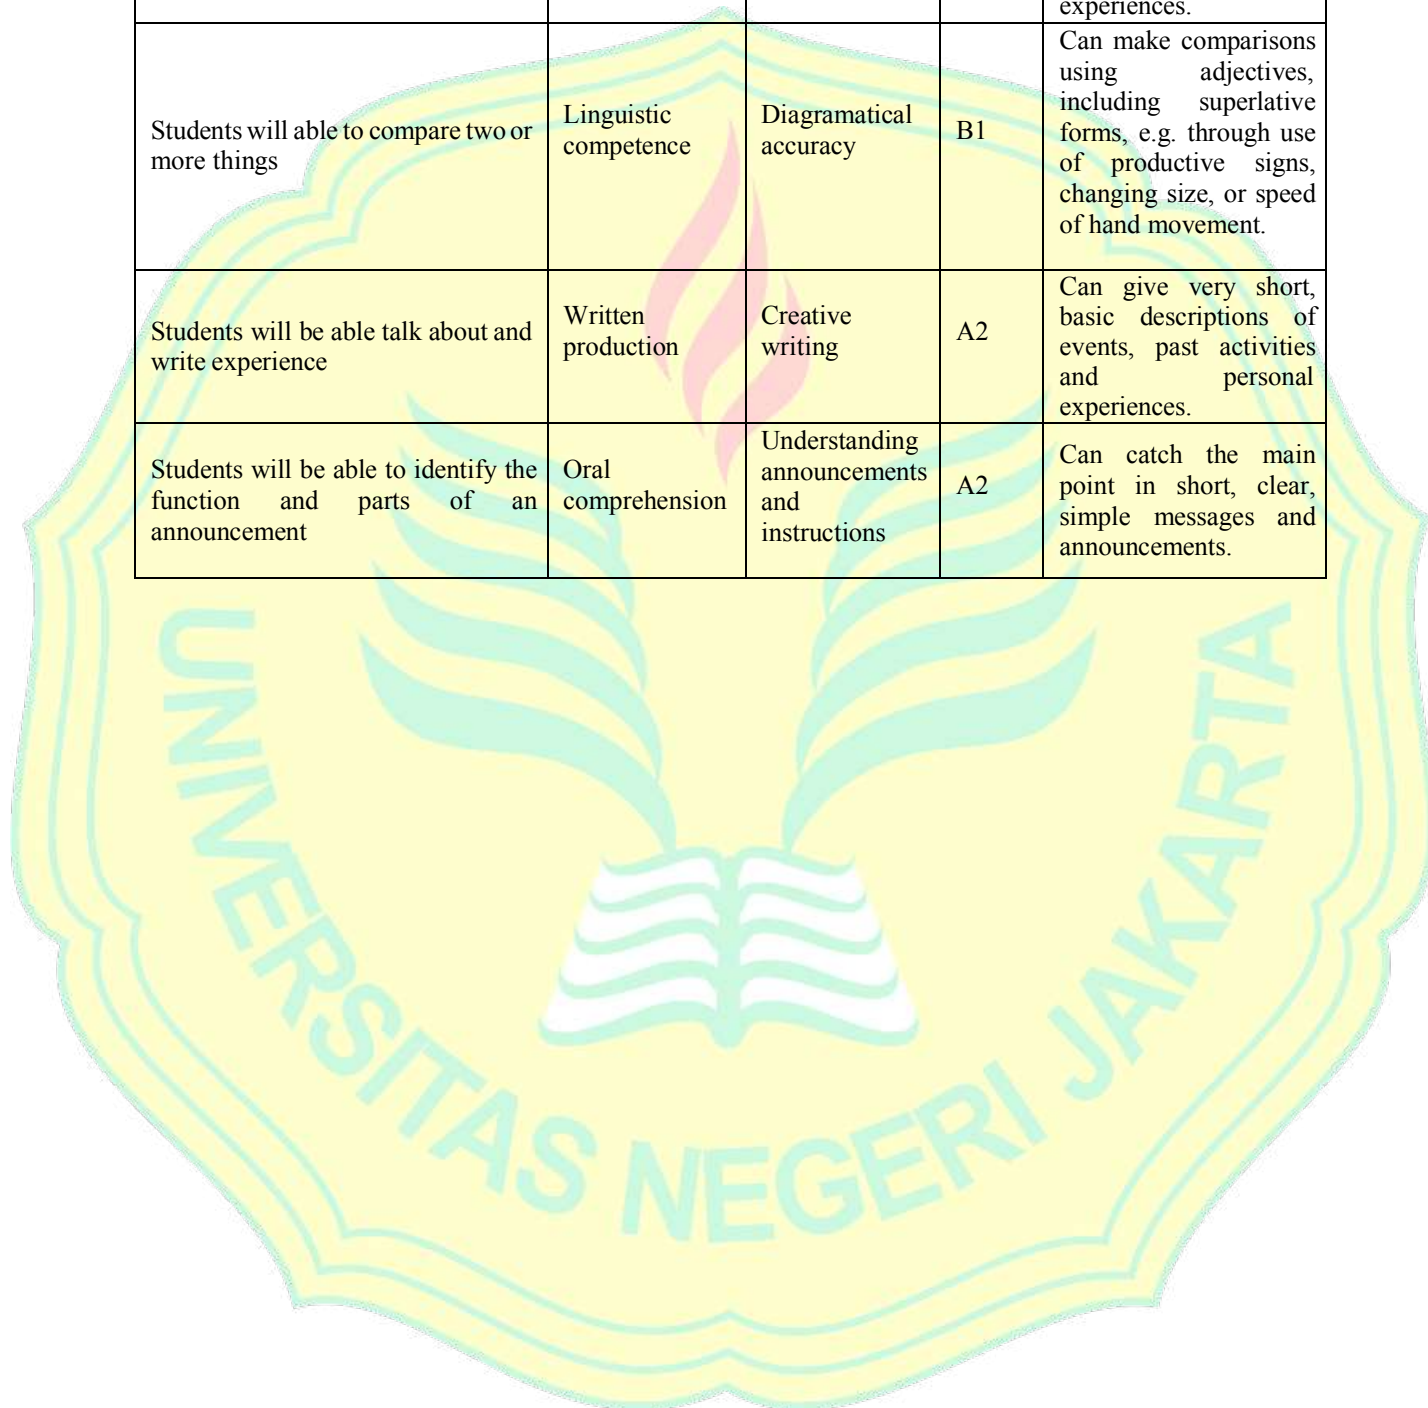 experiences.
Students will able to compare two or
more things
Linguistic
competence
Diagramatical
accuracy
B1
Can make comparisons
using adjectives,
including superlative
forms, e.g. through use
of productive signs,
changing size, or speed
of hand movement.
Students will be able talk about and
write experience
Written
production
Creative
writing
A2
Can give very short,
basic descriptions of
events, past activities
and personal
experiences.
Students will be able to identify the
function and parts of an
announcement
Oral
comprehension
Understanding
announcements
and
instructions
A2
Can catch the main
point in short, clear,
simple messages and
announcements.
UNIVERSITAS NEGERI JAKARTA